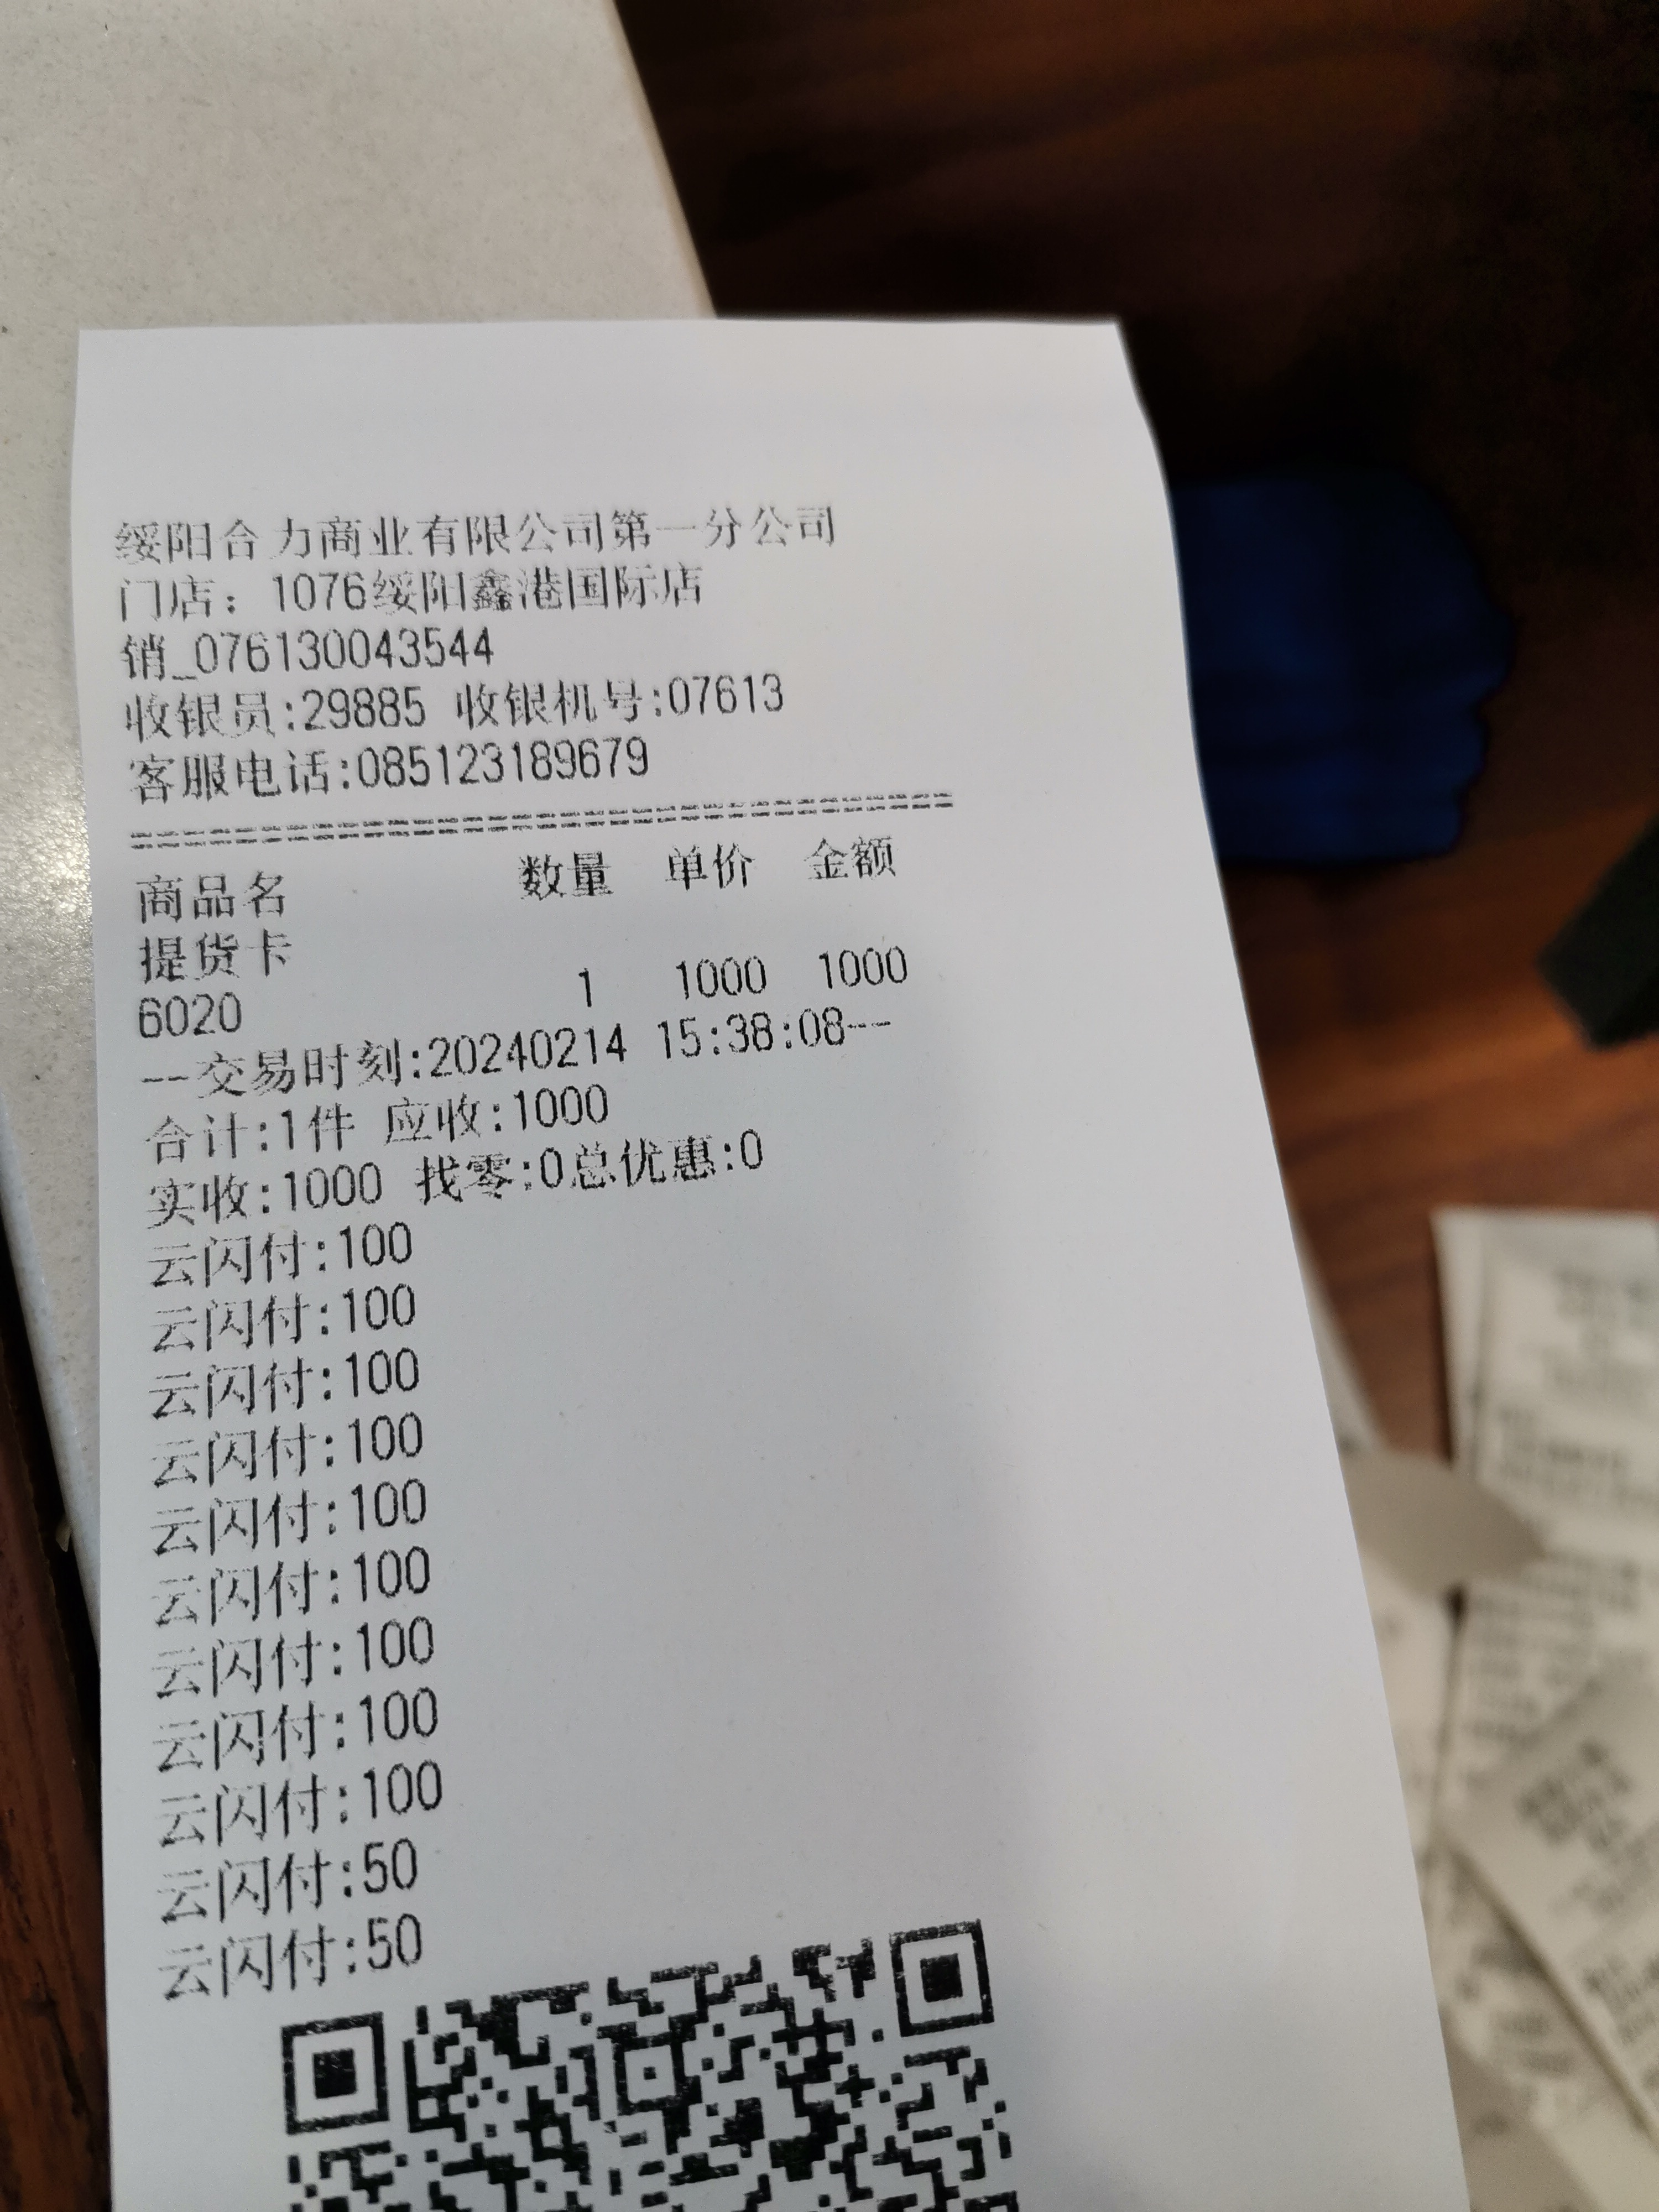 绥阳合力商业有限公司第一分公司
门店：1076绥阳鑫港国际店
销_076130043544
收银员:29885 收银机号:07613
客服电话:085123189679
商品名 数量 单价 金额
提货卡
6020 1 1000 1000
--交易时刻:20240214 15:38:08--
合计:1件 应收:1000
实收:1000 找零:0总优惠:0
云闪付:100
云闪付:100
云闪付:100
云闪付:100
云闪付:100
云闪付:100
云闪付:100
云闪付:100
云闪付:100
云闪付:50
云闪付:50